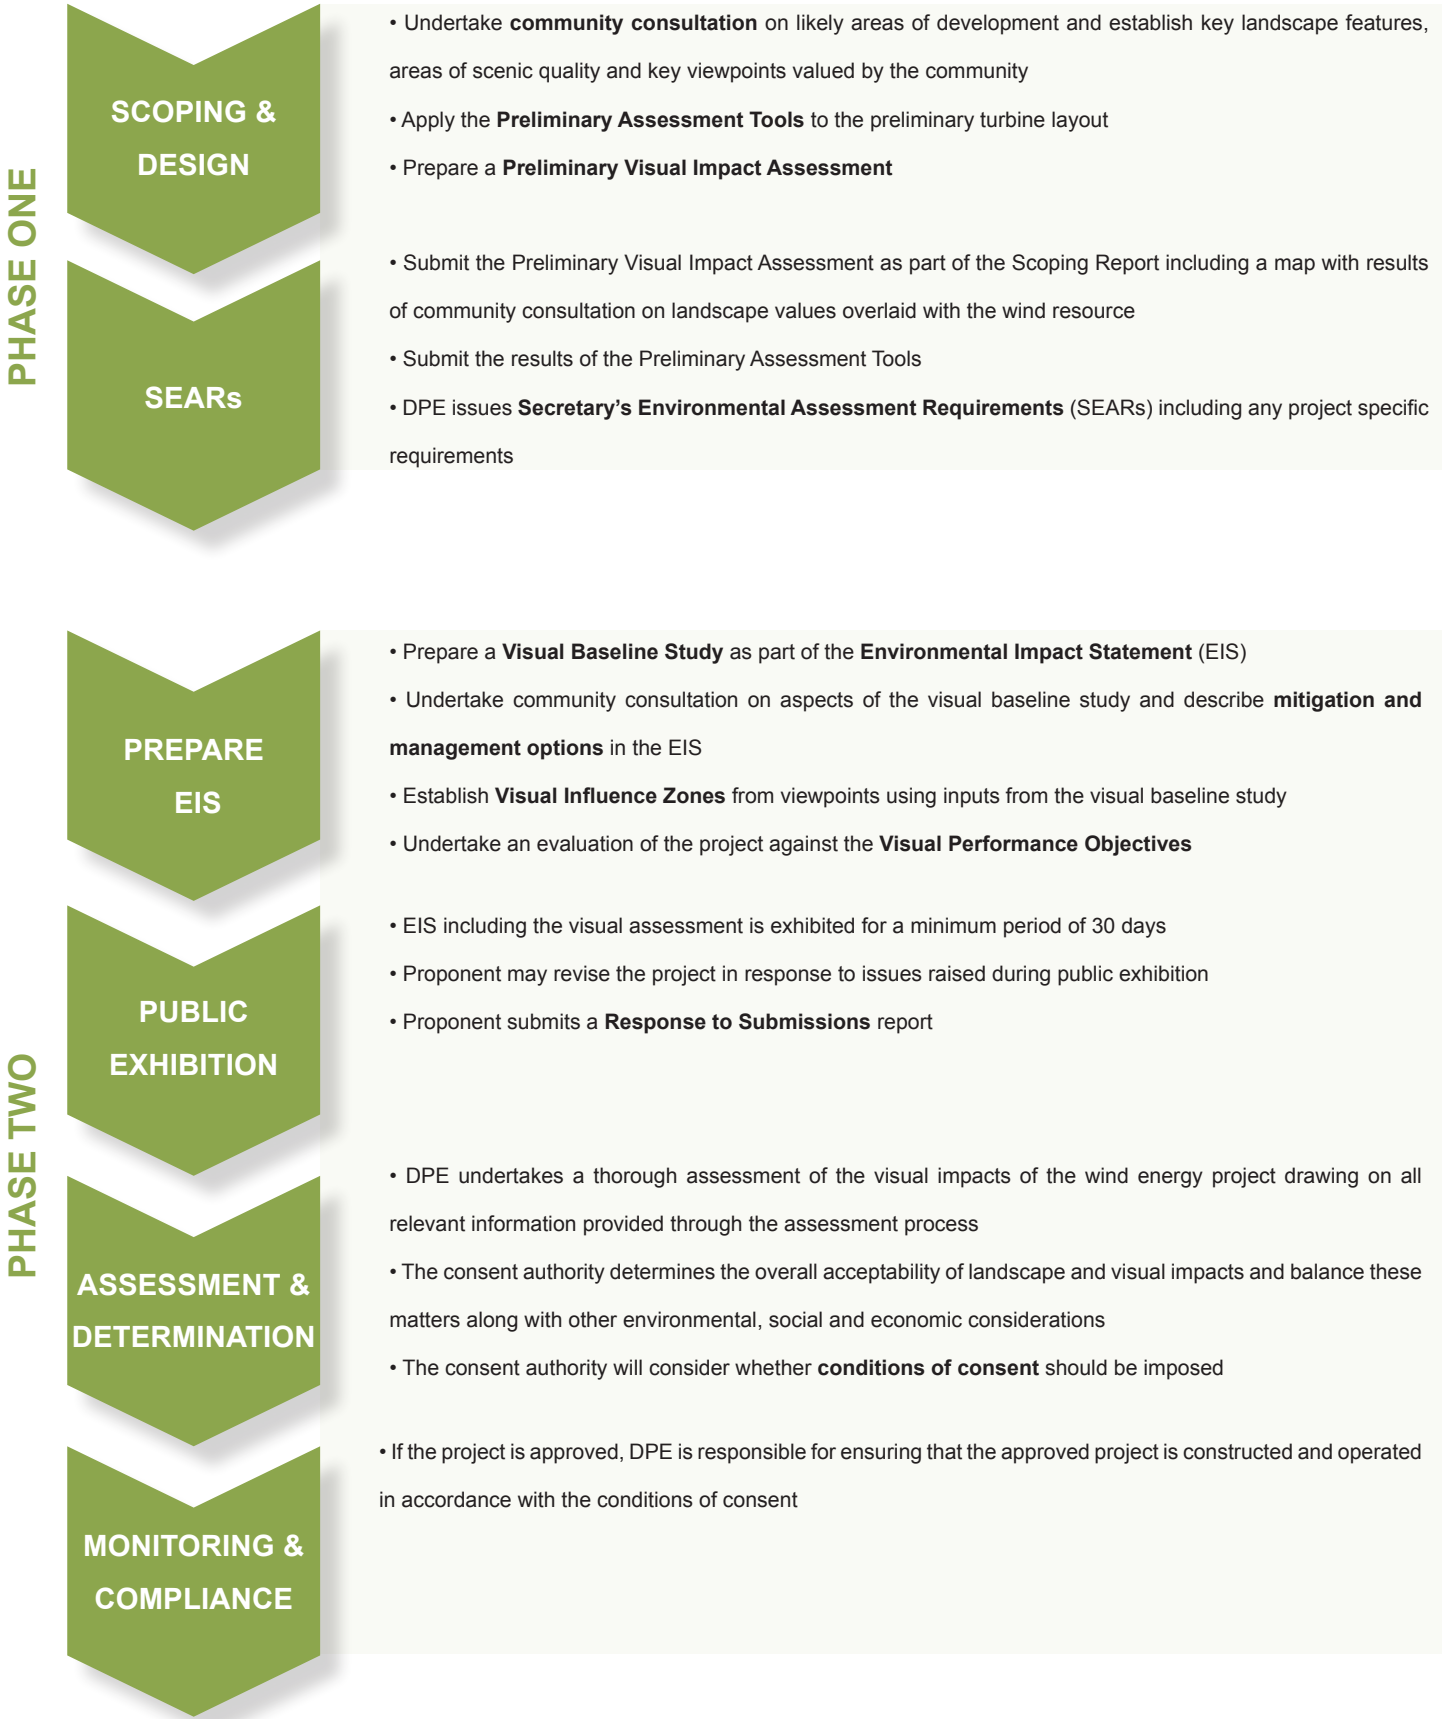 PHASE ONE
SCOPING &
DESIGN
• Undertake community consultation on likely areas of development and establish key landscape features,
areas of scenic quality and key viewpoints valued by the community
• Apply the Preliminary Assessment Tools to the preliminary turbine layout
• Prepare a Preliminary Visual Impact Assessment
SEARs
• Submit the Preliminary Visual Impact Assessment as part of the Scoping Report including a map with results
of community consultation on landscape values overlaid with the wind resource
• Submit the results of the Preliminary Assessment Tools
• DPE issues Secretary's Environmental Assessment Requirements (SEARs) including any project specific
requirements
PHASE TWO
PREPARE
EIS
• Prepare a Visual Baseline Study as part of the Environmental Impact Statement (EIS)
• Undertake community consultation on aspects of the visual baseline study and describe mitigation and
management options in the EIS
• Establish Visual Influence Zones from viewpoints using inputs from the visual baseline study
• Undertake an evaluation of the project against the Visual Performance Objectives
PUBLIC
EXHIBITION
• EIS including the visual assessment is exhibited for a minimum period of 30 days
• Proponent may revise the project in response to issues raised during public exhibition
• Proponent submits a Response to Submissions report
ASSESSMENT &
DETERMINATION
• DPE undertakes a thorough assessment of the visual impacts of the wind energy project drawing on all
relevant information provided through the assessment process
• The consent authority determines the overall acceptability of landscape and visual impacts and balance these
matters along with other environmental, social and economic considerations
• The consent authority will consider whether conditions of consent should be imposed
MONITORING &
COMPLIANCE
• If the project is approved, DPE is responsible for ensuring that the approved project is constructed and operated
in accordance with the conditions of consent